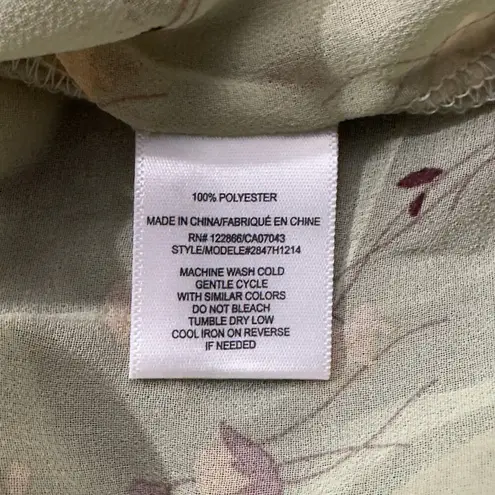 100% POLYESTER
MADE IN CHINA/FABRIQUÉ EN CHINE
RN# 122866/CA07043
STYLE/MODELE#2847H1214
MACHINE WASH COLD
GENTLE CYCLE
WITH SIMILAR COLORS
DO NOT BLEACH
TUMBLE DRY LOW
COOL IRON ON REVERSE
IF NEEDED